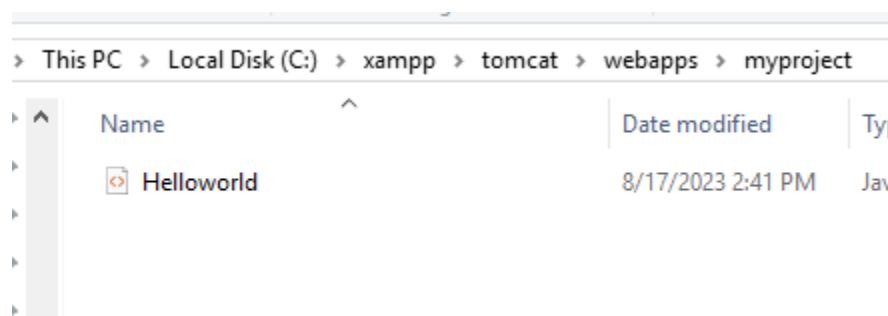 This PC > Local Disk (C:) > xampp > tomcat > webapps > myproject
Name Date modified
Helloworld 8/17/2023 2:41 PM